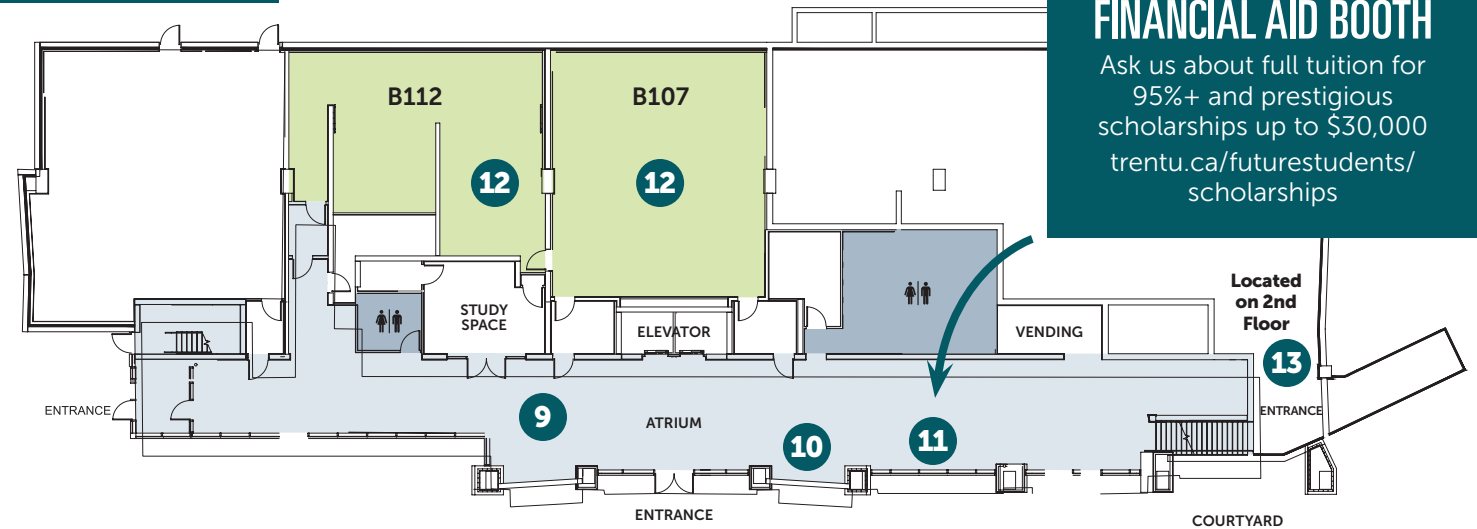 FINANCIAL AID BOOTH
Ask us about full tuition for
95%+ and prestigious
scholarships up to $30,000
trentu.ca/futurestudents/
scholarships
B112
B107
12
12
STUDY
SPACE
ELEVATOR
VENDING
Located
on 2nd
Floor
13
ENTRANCE
ENTRANCE
9
ATRIUM
10
11
ENTRANCE
COURTYARD